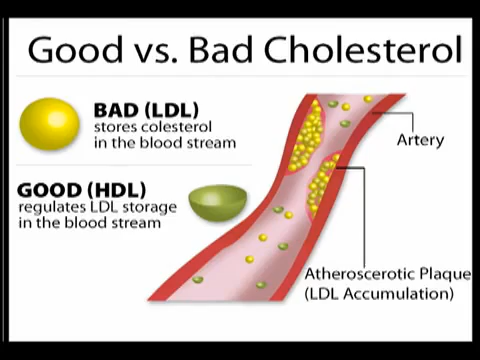 Good vs. Bad Cholesterol
BAD (LDL)
stores colesterol
in the blood stream
Artery
GOOD (HDL)
regulates LDL storage
in the blood stream
Atheroscerotic Plaque
(LDL Accumulation)